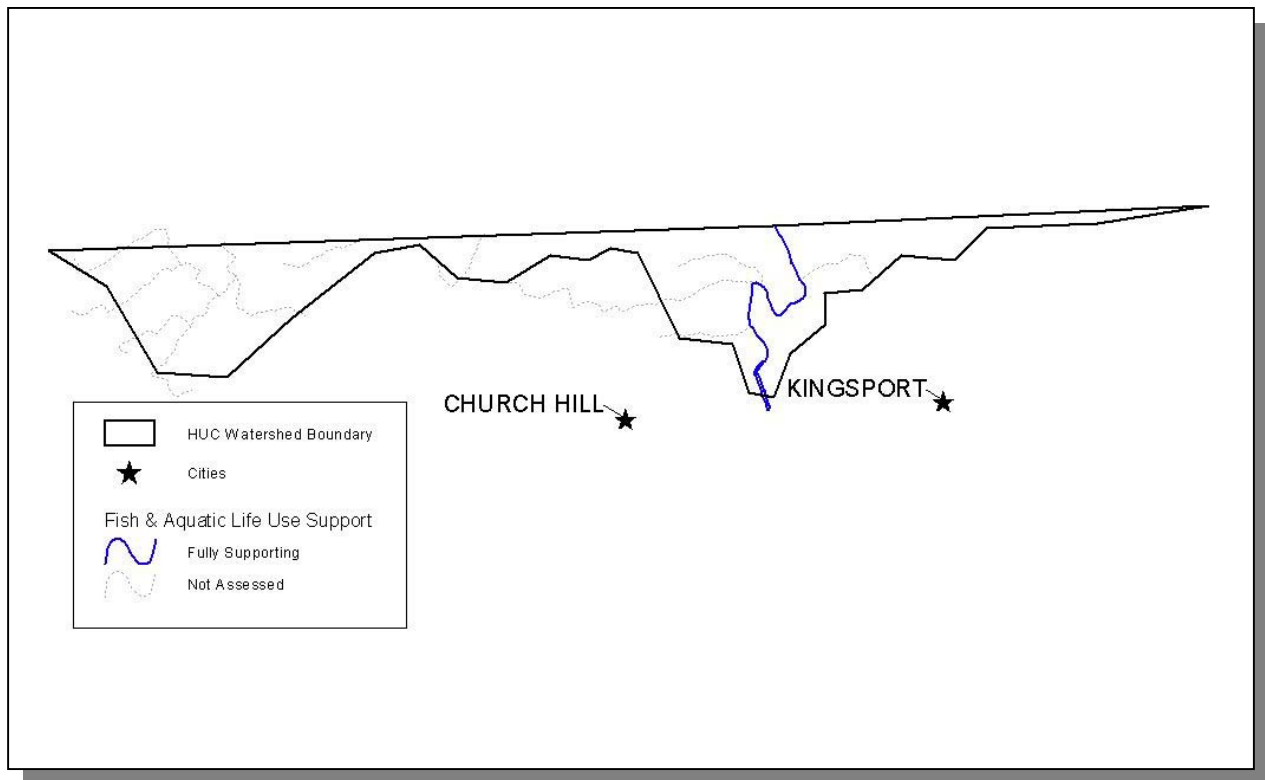 CHURCH HILL
KINGSPORT
HUC Watershed Boundary
Cities
Fish & Aquatic Life Use Support
Fully Supporting
Not Assessed